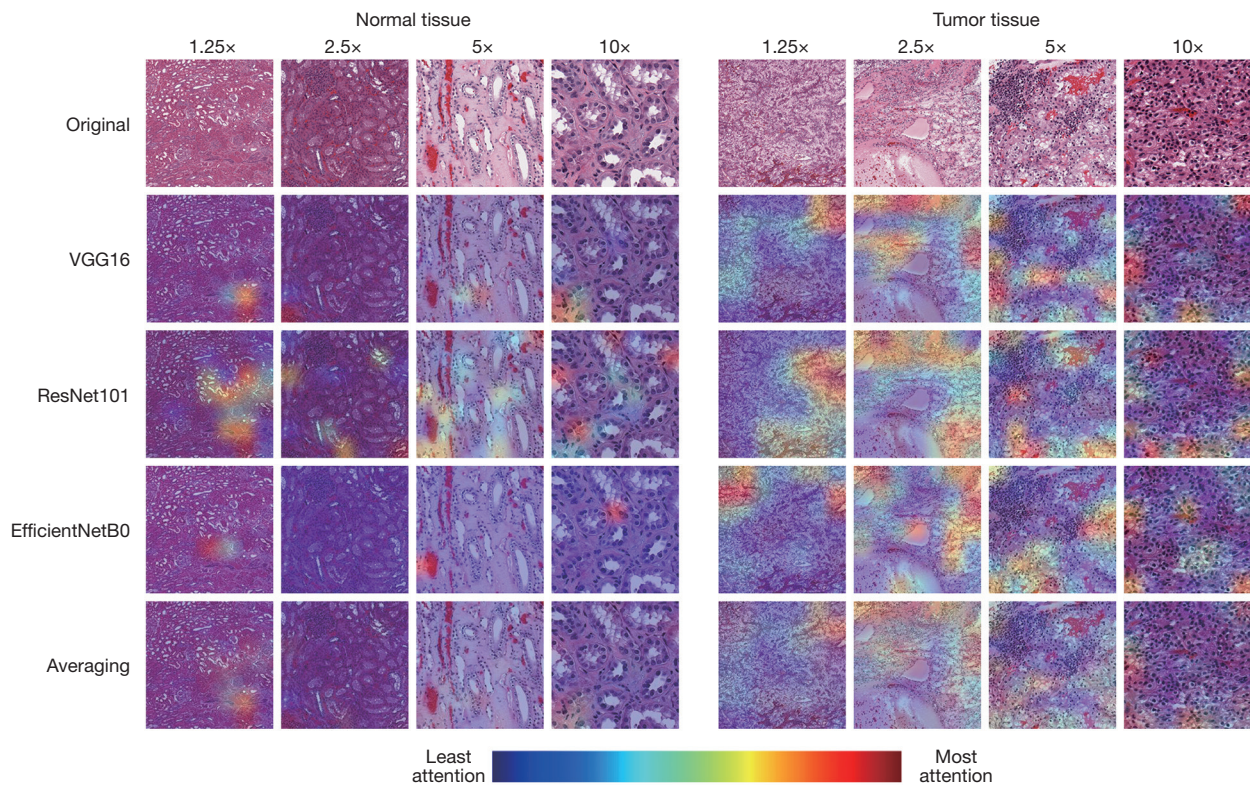 Normal tissue
Tumor tissue
1.25×
2.5×
5×
10×
1.25×
2.5×
5×
10×
Original
VGG16
ResNet101
EfficientNetB0
Averaging
Least
attention
Most
attention